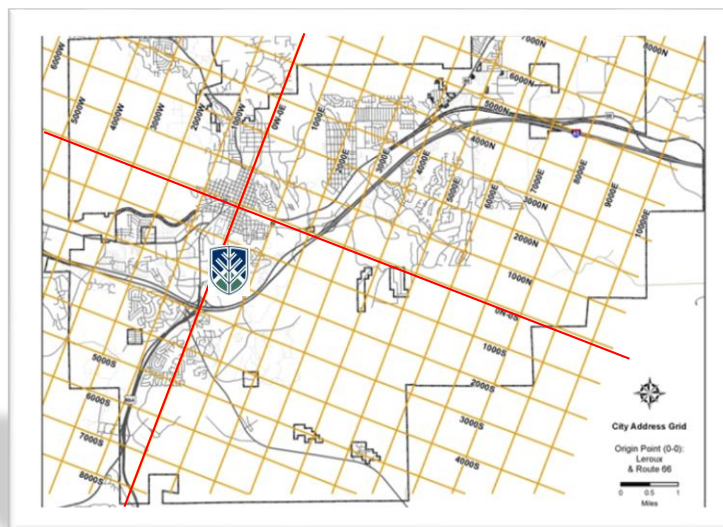 6000W
5000W
4000W
3000W
2000W
1000W
0W-0E
1000E
2000E
3000E
4000E
5000E
6000E
7000E
8000E
9000E
10000E
7000N
8000N
6000N
5000N
4000N
3000N
2000N
1000N
0N-0S
1000S
2000S
3000S
4000S
5000S
6000S
7000S
8000S
City Address Grid
Origin Point (0-0):
Leroux
& Route 66
0 0.5 1
Miles